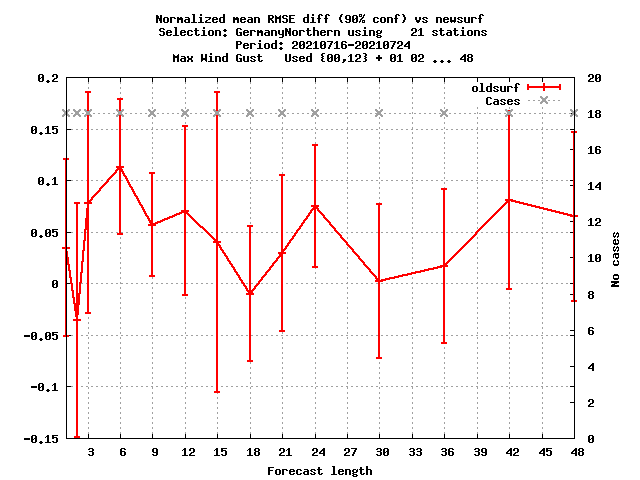 Normalized mean RMSE diff (90% conf) vs newsurf
Selection: GermanyNorthern using    21 stations
Period: 20210716-20210724
Max Wind Gust   Used {00,12} + 01 02 ... 48
oldsurf
Cases
0.2
0.15
0.1
0.05
0
-0.05
-0.1
-0.15
20
18
16
14
12
10
8
6
4
2
0
No cases
3 6 9 12 15 18 21 24 27 30 33 36 39 42 45 48
Forecast length